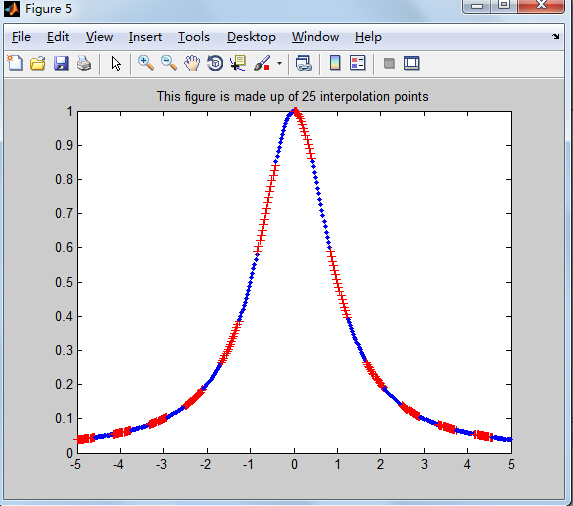 Figure 5
File Edit View Insert Tools Desktop Window Help
This figure is made up of 25 interpolation points
1
0.9
0.8
0.7
0.6
0.5
0.4
0.3
0.2
0.1
0
-5 -4 -3 -2 -1 0 1 2 3 4 5